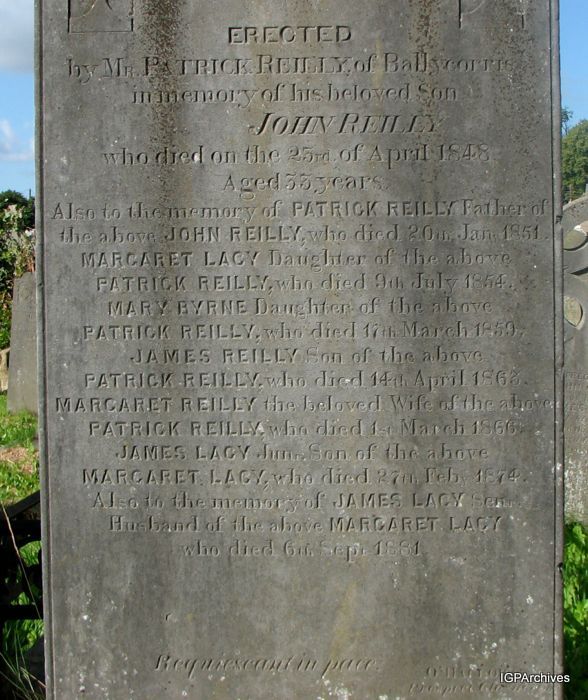 ERECTED
by Mr. PATRICK REILLY, of Ballycorris
in memory of his beloved Son
JOHN REILLY
who died on the 23rd. of April 1848.
Aged 33 years.
Also to the memory of PATRICK REILLY Father of
the above JOHN REILLY, who died 20th. Jan. 1851.
MARGARET LACY Daughter of the above
PATRICK REILLY, who died 9th July 1854.
MARY BYRNE Daughter of the above
PATRICK REILLY, who died 17th March 1859.
JAMES REILLY Son of the above
PATRICK REILLY, who died 14th April 1863.
MARGARET REILLY the beloved Wife of the above
PATRICK REILLY, who died 1st March 1866.
JAMES LACY Junr. Son of the above
MARGARET LACY, who died 27th. Feby. 1874.
Also to the memory of JAMES LACY Senr.
Husband of the above MARGARET LACY
who died 6th. Sept. 1881
Requiescant in pace.
IGPArchives